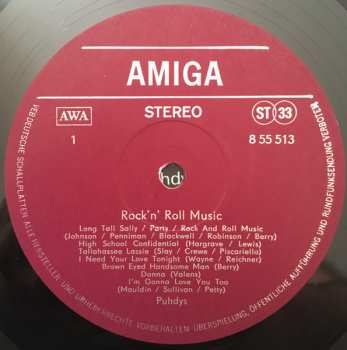 AMIGA
AWA
STEREO
ST 33
1
8 55 513
hd
Rock'n' Roll Music
Long Tall Sally / Party / Rock And Roll Music
(Johnson / Penniman / Blackwell / Robinson / Berry)
High School Confidential (Hargrave / Lewis)
Tollahassee Lassie (Slay / Crewe / Piscariello)
I Need Your Love Tonight (Wayne / Reichner)
Brown Eyed Handsome Man (Berry)
Donna (Valens)
I'm Gonna Love You Too
(Mauldin / Sullivan / Petty)
Puhdys
VEB DEUTSCHE SCHALLPLATTEN · ALLE HERSTELLER- UND URHEBERRECHTE VORBEHALTEN · ÜBERSPIELUNG, ÖFFENTLICHE AUFFÜHRUNG UND RUNDFUNKSENDUNG VERBOTEN